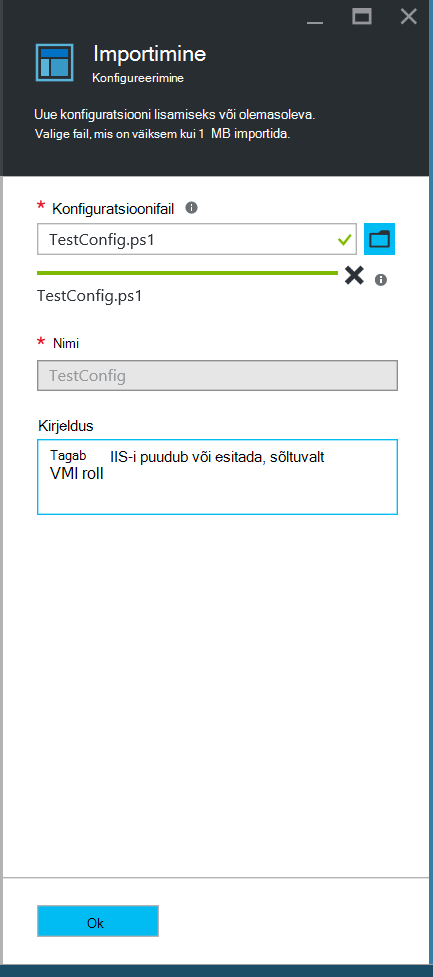 Importimine
Konfigureerimine
Uue konfiguratsiooni lisamiseks või olemasoleva.
Valige fail, mis on väiksem kui 1 MB importida.
* Konfiguratsioonifail
TestConfig.ps1
TestConfig.ps1
* Nimi
TestConfig
Kirjeldus
Tagab IIS-i puudub või esitada, sõltuvalt
VMI roll
Ok